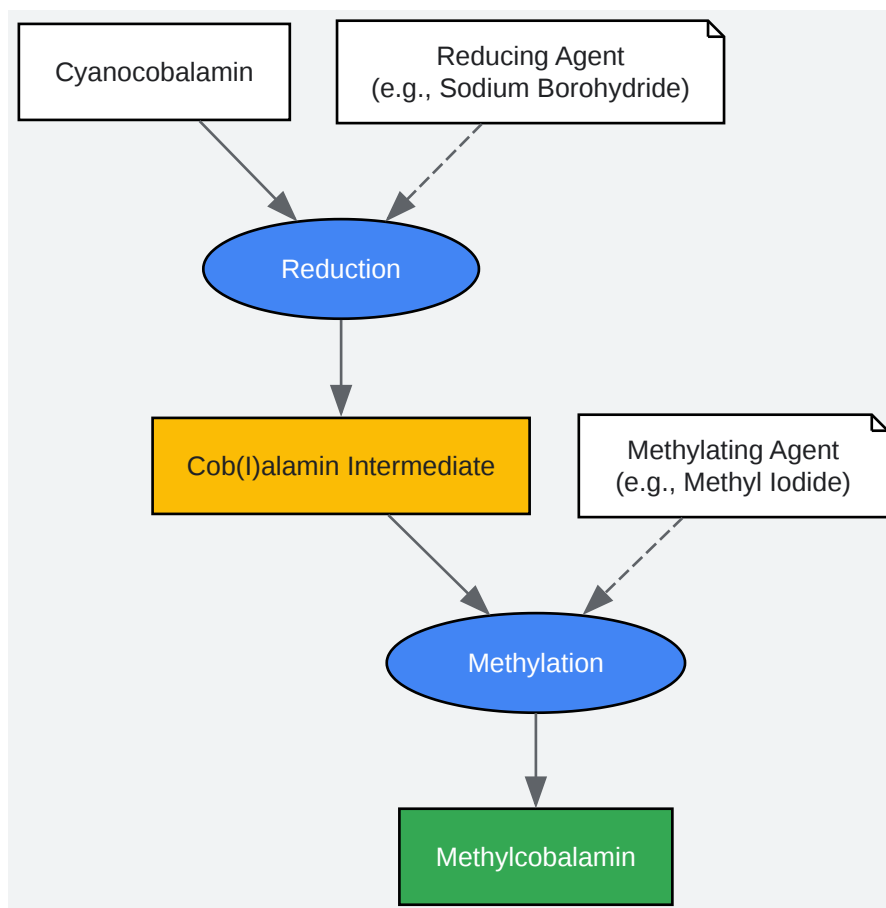 Cyanocobalamin
Reducing Agent
(e.g., Sodium Borohydride)
Reduction
Cob(I)alamin Intermediate
Methylating Agent
(e.g., Methyl Iodide)
Methylation
Methylcobalamin